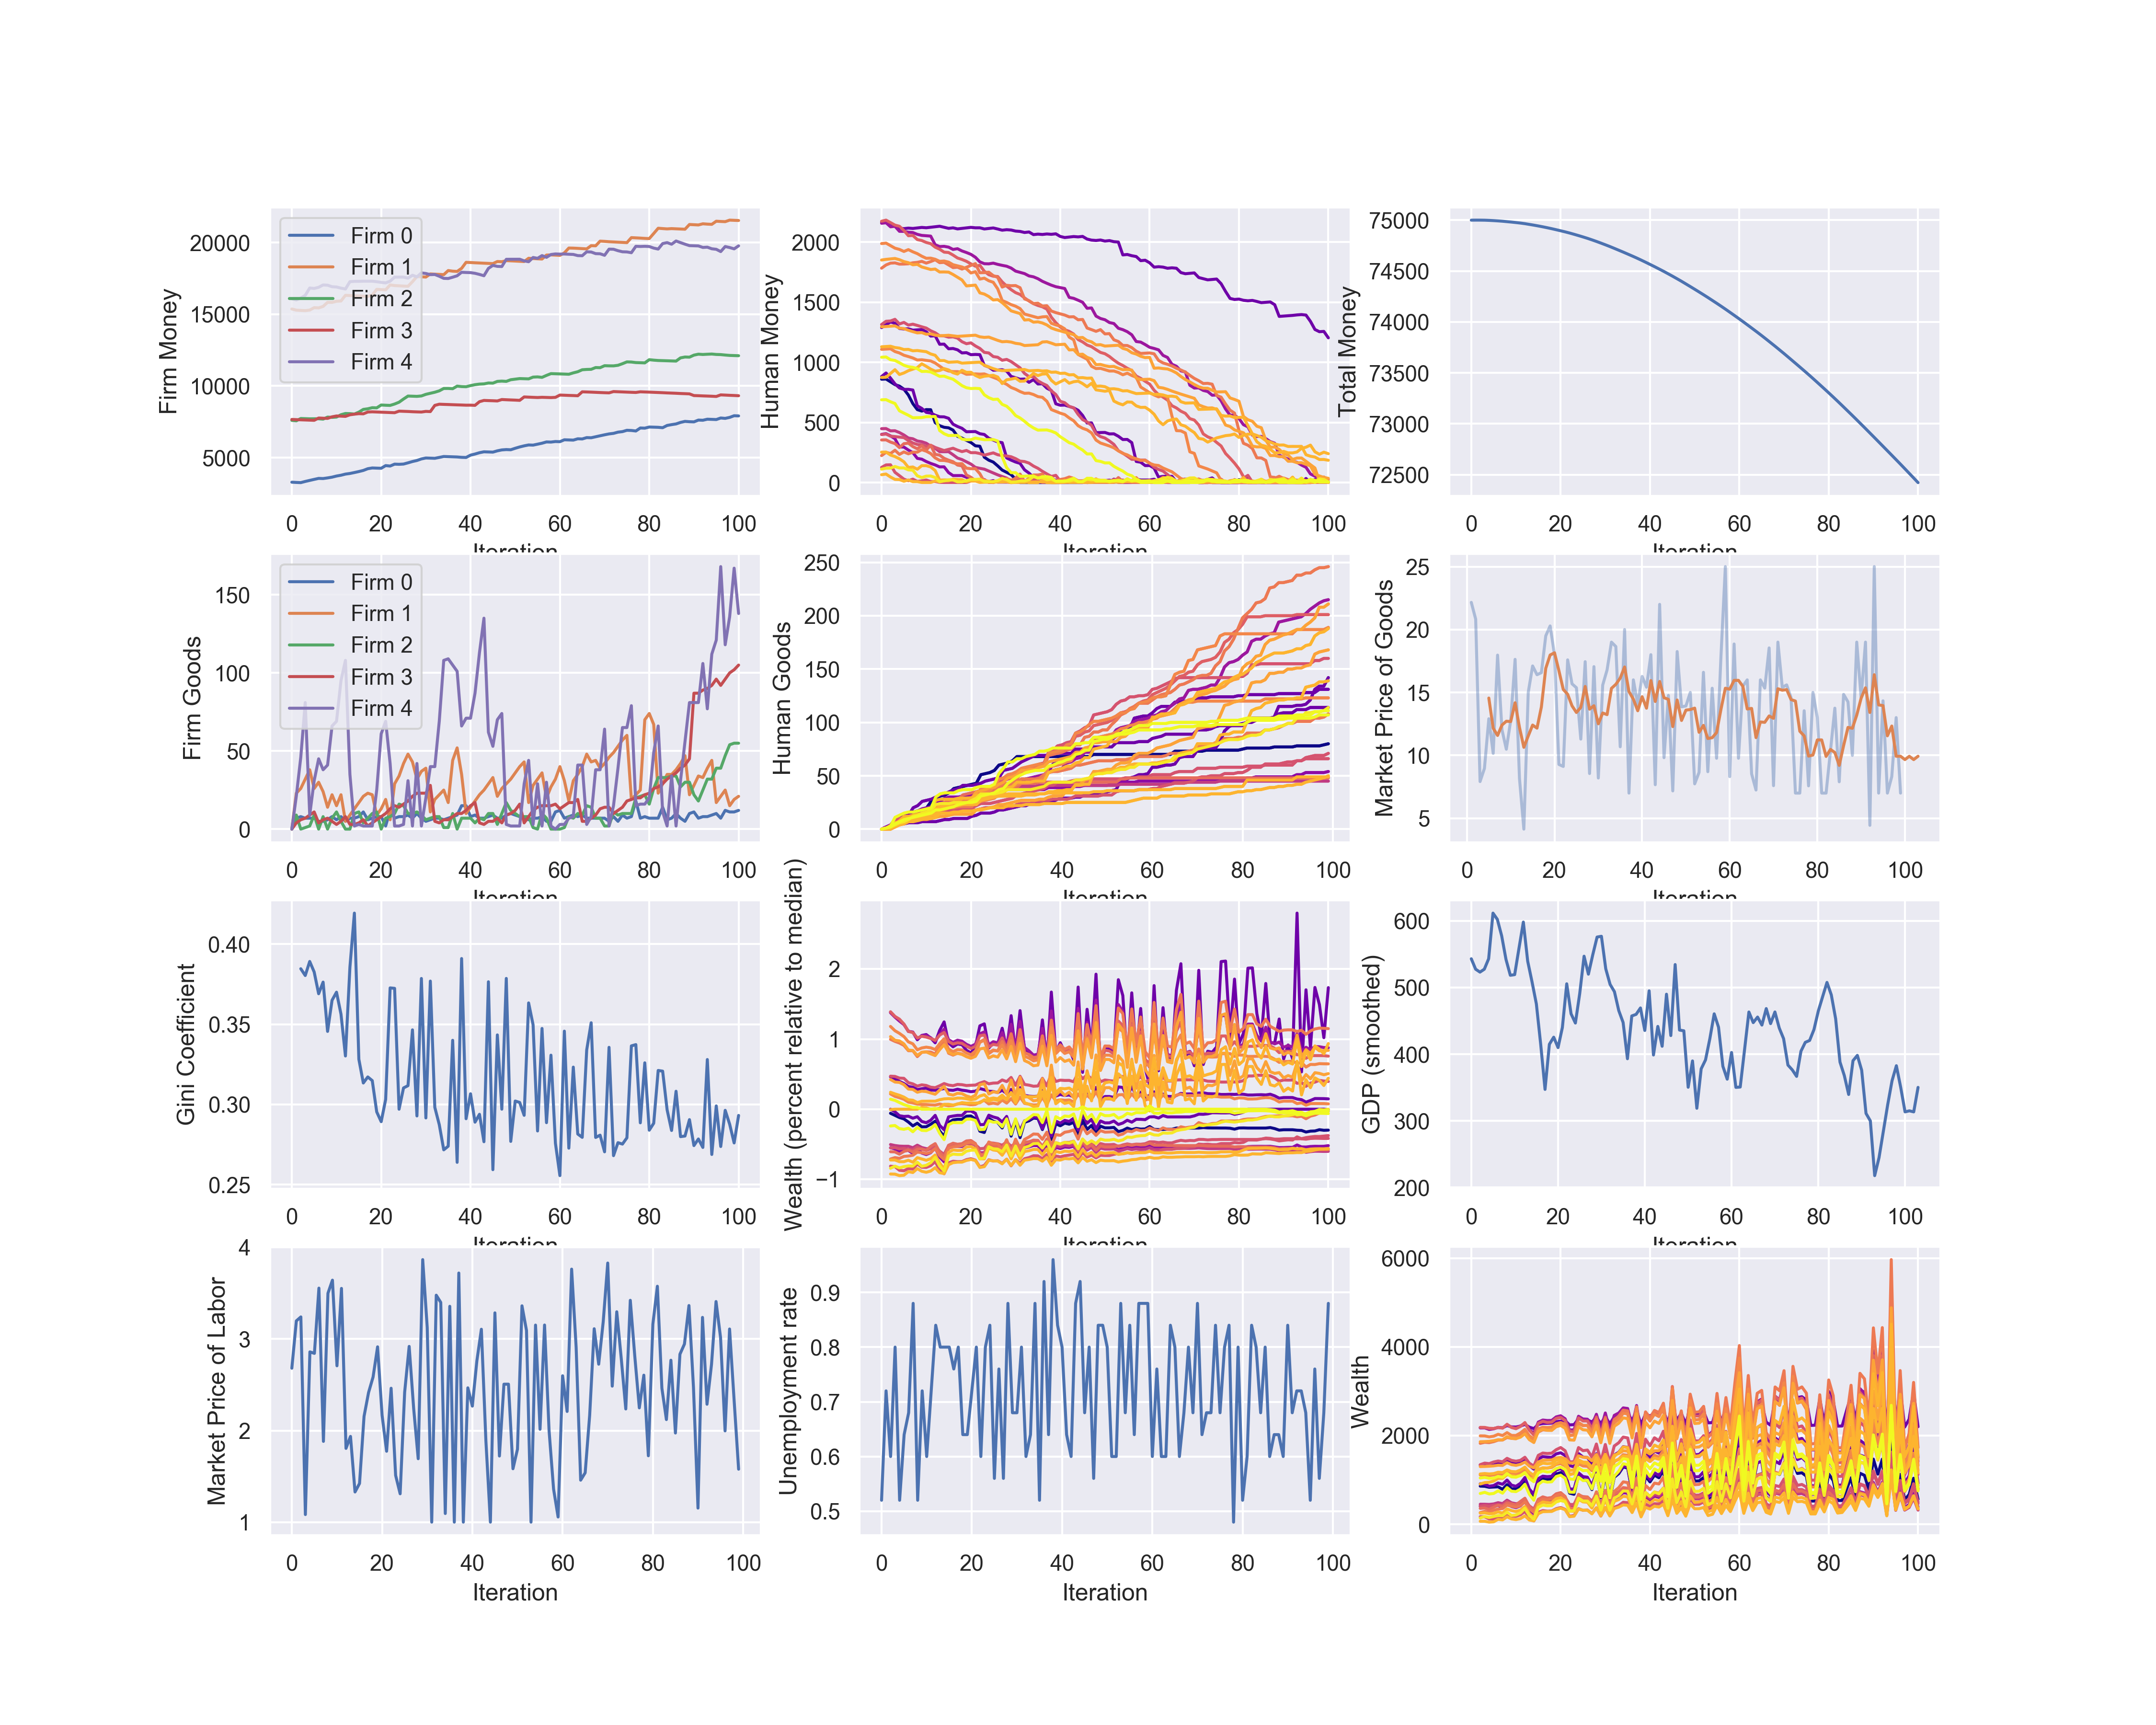 Firm Money
20000
15000
10000
5000
Firm 0
Firm 1
Firm 2
Firm 3
Firm 4
0 20 40 60 80 100
Iteration
Human Money
2000
1500
1000
500
0
0 20 40 60 80 100
Iteration
Total Money
75000
74500
74000
73500
73000
72500
0 20 40 60 80 100
Iteration
Firm Goods
150
100
50
0
Firm 0
Firm 1
Firm 2
Firm 3
Firm 4
0 20 40 60 80 100
Iteration
Human Goods
250
200
150
100
50
0
0 20 40 60 80 100
Iteration
Market Price of Goods
25
20
15
10
5
0 20 40 60 80 100
Iteration
Gini Coefficient
0.40
0.35
0.30
0.25
0 20 40 60 80 100
Iteration
Wealth (percent relative to median)
2
1
0
−1
0 20 40 60 80 100
Iteration
GDP (smoothed)
600
500
400
300
200
0 20 40 60 80 100
Iteration
Market Price of Labor
4
3
2
1
0 20 40 60 80 100
Iteration
Unemployment rate
0.9
0.8
0.7
0.6
0.5
0 20 40 60 80 100
Iteration
Wealth
6000
4000
2000
0
0 20 40 60 80 100
Iteration